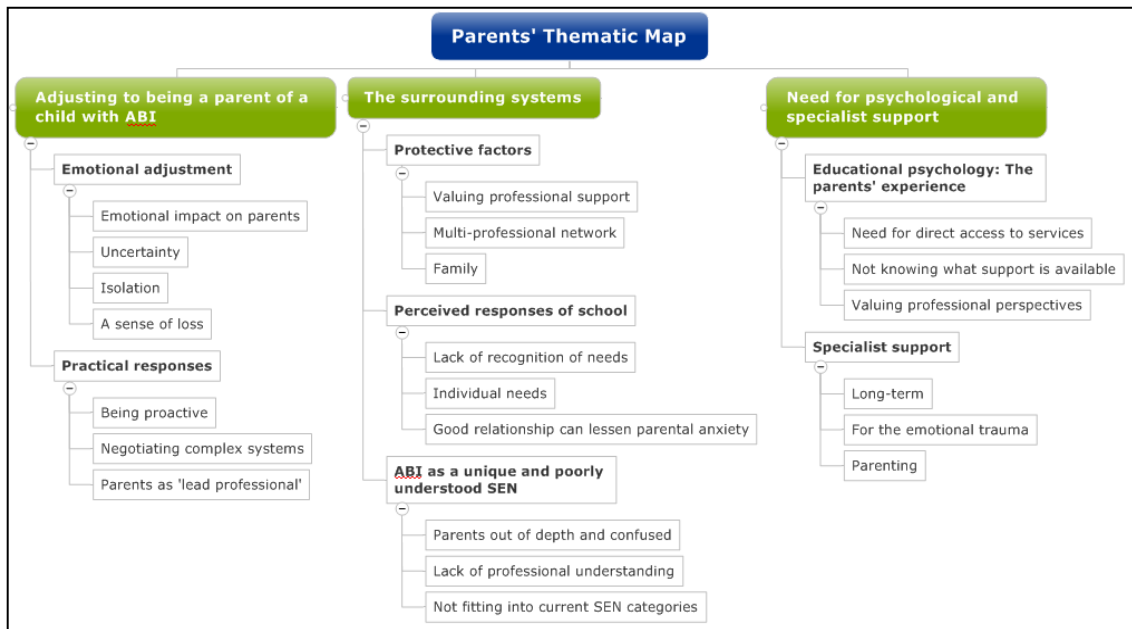 Parents' Thematic Map
Adjusting to being a parent of a
child with ABI
Emotional adjustment
Emotional impact on parents
Uncertainty
Isolation
A sense of loss
Practical responses
Being proactive
Negotiating complex systems
Parents as 'lead professional'
The surrounding systems
Protective factors
Valuing professional support
Multi-professional network
Family
Perceived responses of school
Lack of recognition of needs
Individual needs
Good relationship can lessen parental anxiety
ABI as a unique and poorly
understood SEN
Parents out of depth and confused
Lack of professional understanding
Not fitting into current SEN categories
Need for psychological and
specialist support
Educational psychology: The
parents' experience
Need for direct access to services
Not knowing what support is available
Valuing professional perspectives
Specialist support
Long-term
For the emotional trauma
Parenting